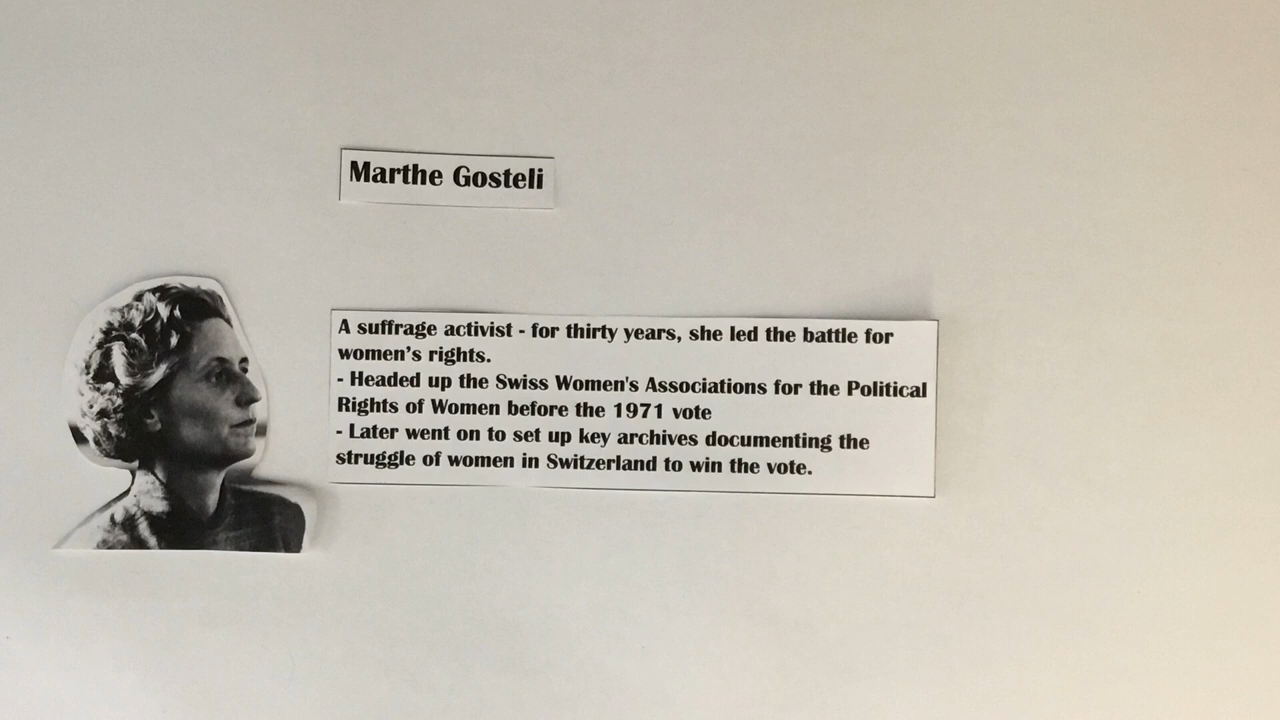 Marthe Gosteli
A suffrage activist - for thirty years, she led the battle for
women's rights.
- Headed up the Swiss Women's Associations for the Political
Rights of Women before the 1971 vote
- Later went on to set up key archives documenting the
struggle of women in Switzerland to win the vote.